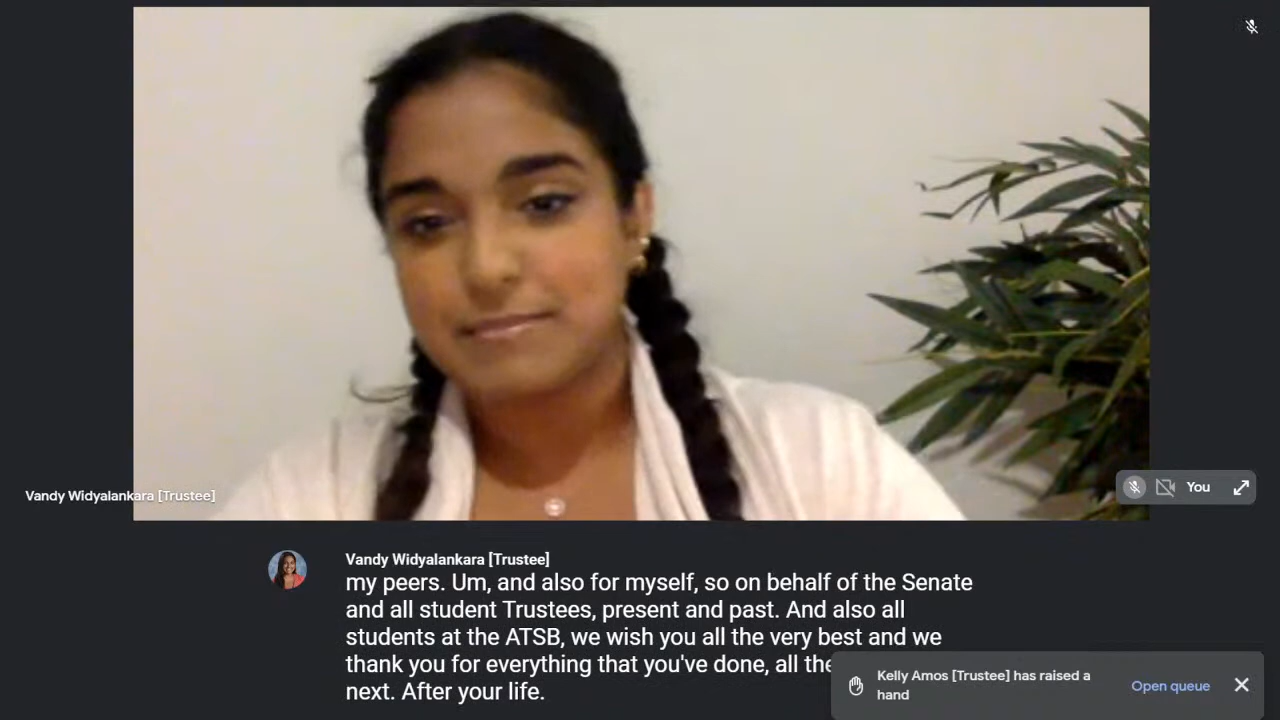 Vandy Widyalankara [Trustee]
You
Vandy Widyalankara [Trustee]
my peers. Um, and also for myself, so on behalf of the Senate
and all student Trustees, present and past. And also all
students at the ATSB, we wish you all the very best and we
thank you for everything that you've done, all the
next. After your life.
Kelly Amos [Trustee] has raised a
hand
Open queue